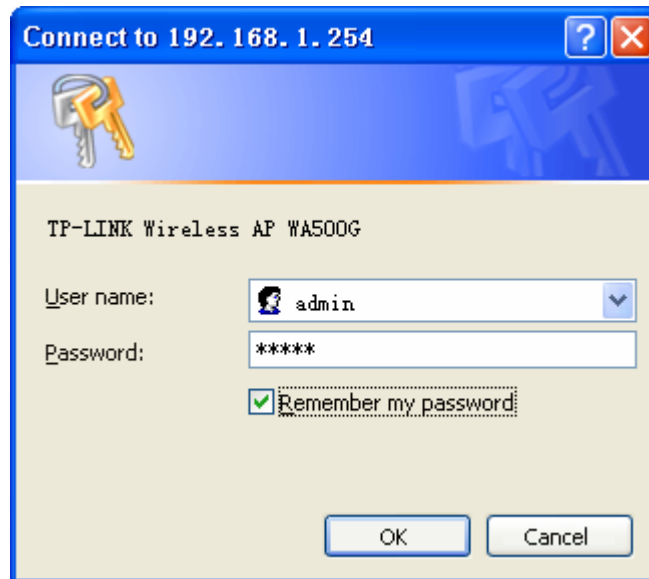 Connect to 192.168.1.254
TP-LINK Wireless AP WA500G
User name:
admin
Password:
*****
Remember my password
OK
Cancel